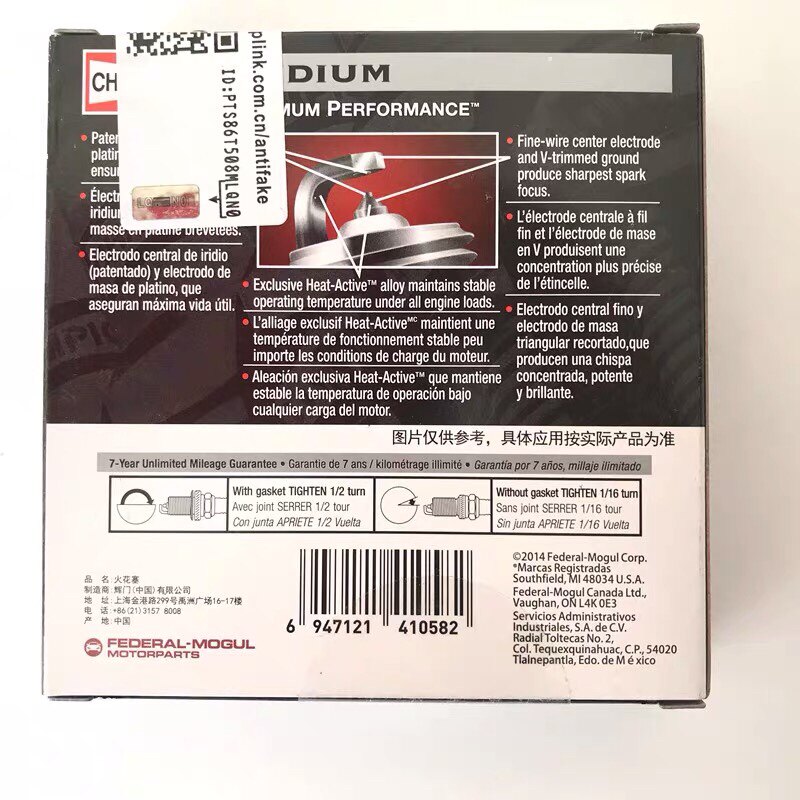 CH
DIUM
MUM PERFORMANCE™
plink.com.cn/antifake
ID:PTS86T508WLQN0
• Paten
platin
ensur
• Élect
iridiu
masse en platine brevetées.
• Electrodo central de iridio
(patentado) y electrodo de
masa de platino, que
aseguran máxima vida útil.
• Exclusive Heat-Active™ alloy maintains stable
operating temperature under all engine loads.
• L'alliage exclusif Heat-Activeᴹᶜ maintient une
température de fonctionnement stable peu
importe les conditions de charge du moteur.
• Aleación exclusiva Heat-Active™ que mantiene
estable la temperatura de operación bajo
cualquier carga del motor.
• Fine-wire center electrode
and V-trimmed ground
produce sharpest spark
focus.
• L'électrode centrale à fil
fin et l'électrode de mase
en V produisent une
concentration plus précise
de l'étincelle.
• Electrodo central fino y
electrodo de masa
triangular recortado,que
producen una chispa
concentrada, potente
y brillante.
图片仅供参考，具体应用按实际产品为准
7-Year Unlimited Mileage Guarantee • Garantie de 7 ans / kilométrage illimité • Garantía por 7 años, millaje ilimitado
With gasket TIGHTEN 1/2 turn
Avec joint SERRER 1/2 tour
Con junta APRIETE 1/2 Vuelta
Without gasket TIGHTEN 1/16 turn
Sans joint SERRER 1/16 tour
Sin junta APRIETE 1/16 Vuelta
品 名: 火花塞
制造商: 辉门(中国)有限公司
地 址: 上海金港路299号禹洲广场16-17楼
电 话: +86(21)3157 8008
产 地: 中国
FEDERAL-MOGUL
MOTORPARTS
6 947121 410582
©2014 Federal-Mogul Corp.
*Marcas Registradas
Southfield, MI 48034 U.S.A.
Federal-Mogul Canada Ltd.,
Vaughan, ON L4K 0E3
Servicios Administrativos
Industriales, S.A. de C.V.
Radial Toltecas No. 2,
Col. Tequexquinahuac, C.P., 54020
Tlalnepantla, Edo. de M é xico